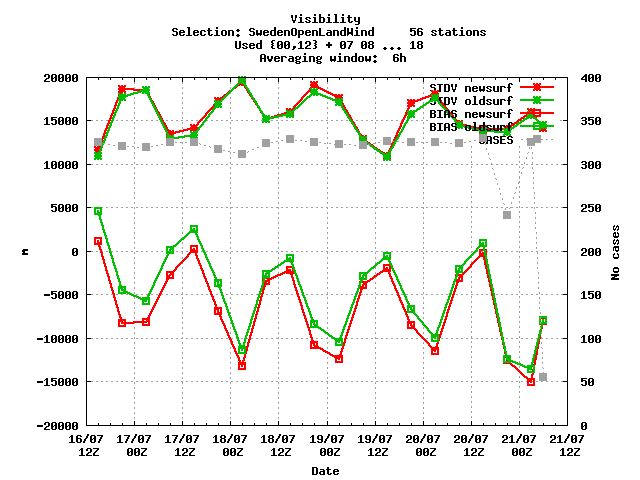 Visibility
Selection: SwedenOpenLandWind 56 stations
Used {00,12} + 07 08 ... 18
Averaging window: 6h
20000 400
STDV newsurf
STDV oldsurf
15000 350
BIAS newsurf
BIAS oldsurf
CASES
10000 300
5000 250
m
No cases
0 200
-5000 150
-10000 100
-15000 50
-20000 0
16/07 17/07 17/07 18/07 18/07 19/07 19/07 20/07 20/07 21/07 21/07
12Z 00Z 12Z 00Z 12Z 00Z 12Z 00Z 12Z 00Z 12Z
Date